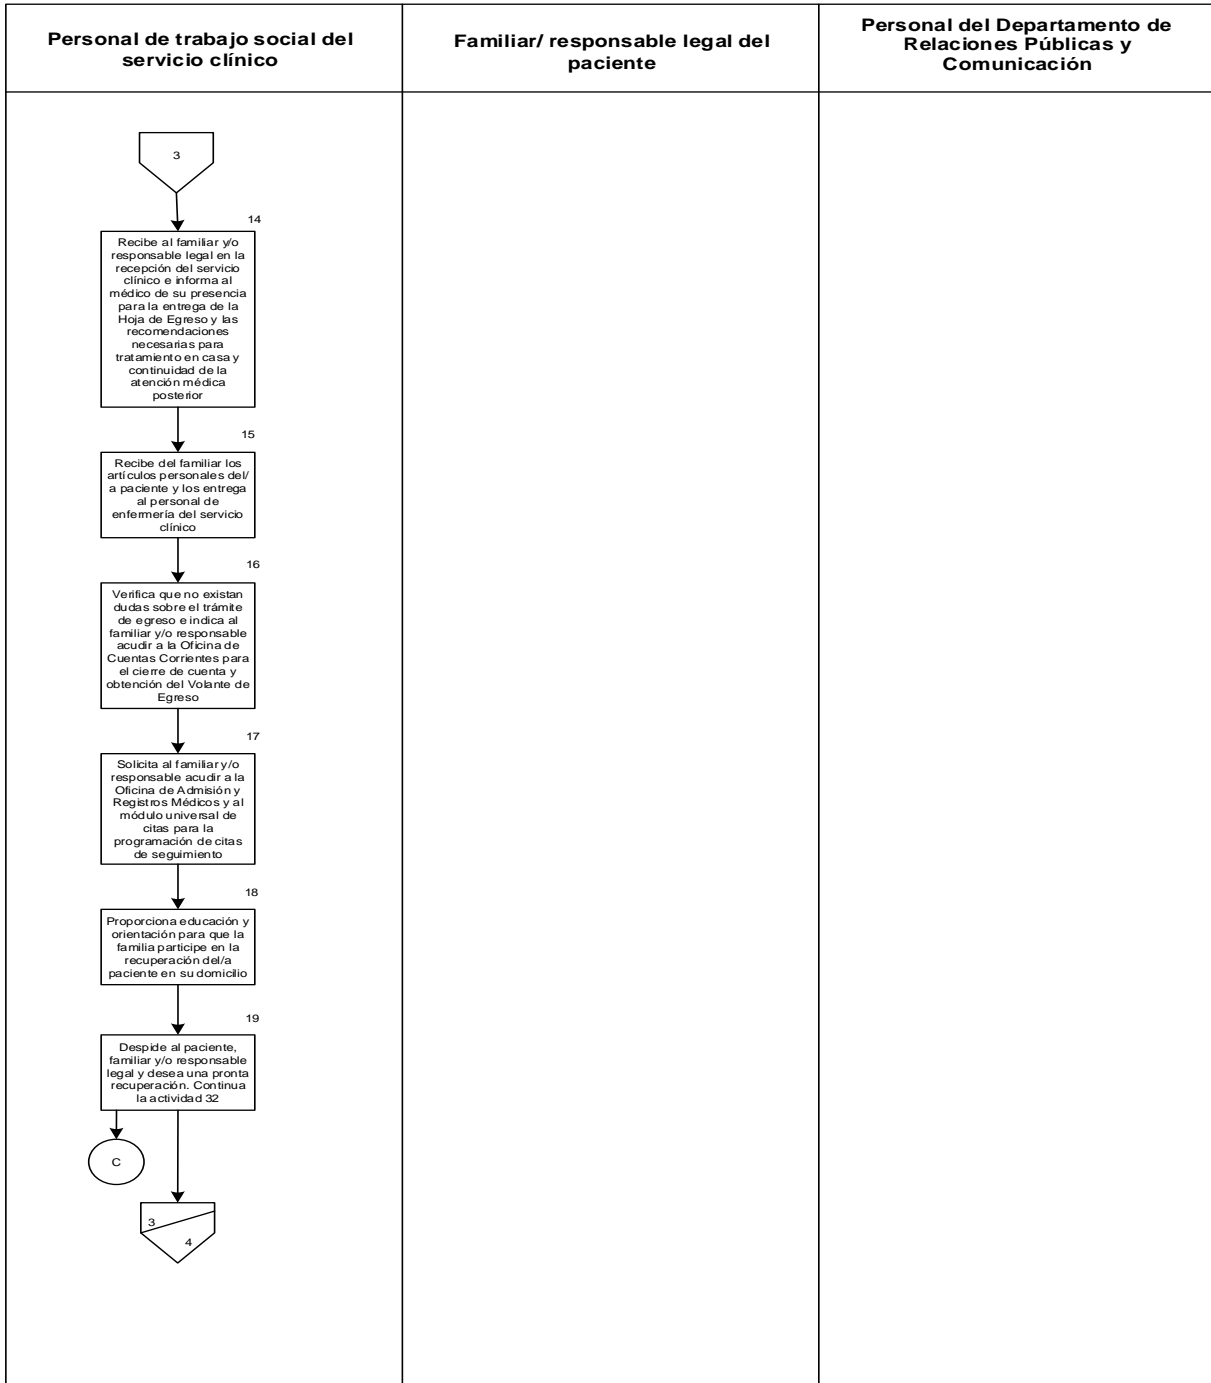 Personal de trabajo social del
servicio clínico
Familiar/ responsable legal del
paciente
Personal del Departamento de
Relaciones Públicas y
Comunicación
3
14
Recibe al familiar y/o
responsable legal en la
recepción del servicio
clínico e informa al
médico de su presencia
para la entrega de la
Hoja de Egreso y las
recomendaciones
necesarias para
tratamiento en casa y
continuidad de la
atención médica
posterior
15
Recibe del familiar los
artículos personales del/
a paciente y los entrega
al personal de
enfermería del servicio
clínico
16
Verifica que no existan
dudas sobre el trámite
de egreso e indica al
familiar y/o responsable
acudir a la Oficina de
Cuentas Corrientes para
el cierre de cuenta y
obtención del Volante de
Egreso
17
Solicita al familiar y/o
responsable acudir a la
Oficina de Admisión y
Registros Médicos y al
módulo universal de
citas para la
programación de citas
de seguimiento
18
Proporciona educación y
orientación para que la
familia participe en la
recuperación del/a
paciente en su domicilio
19
Despide al paciente,
familiar y/o responsable
legal y desea una pronta
recuperación. Continua
la actividad 32
C
3
4